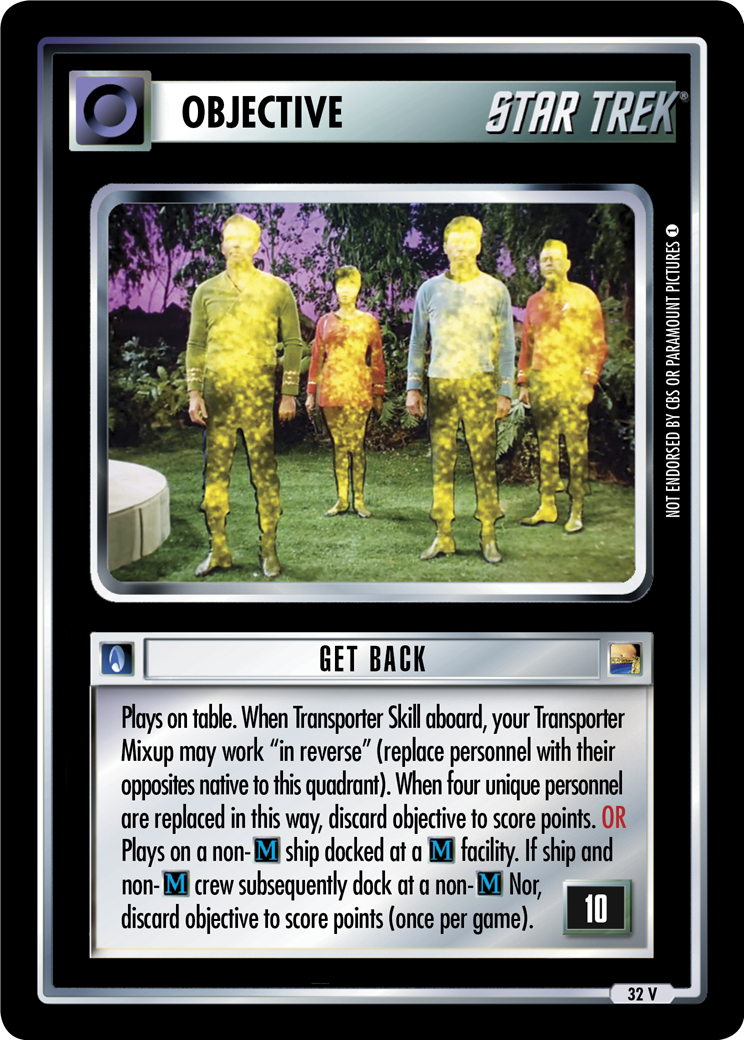 OBJECTIVE
STAR TREK®
NOT ENDORSED BY CBS OR PARAMOUNT PICTURES 1
GET BACK
Plays on table. When Transporter Skill aboard, your Transporter
Mixup may work “in reverse” (replace personnel with their
opposites native to this quadrant). When four unique personnel
are replaced in this way, discard objective to score points. OR
Plays on a non-M ship docked at a M facility. If ship and
non-M crew subsequently dock at a non-M Nor,
discard objective to score points (once per game).
10
32 V